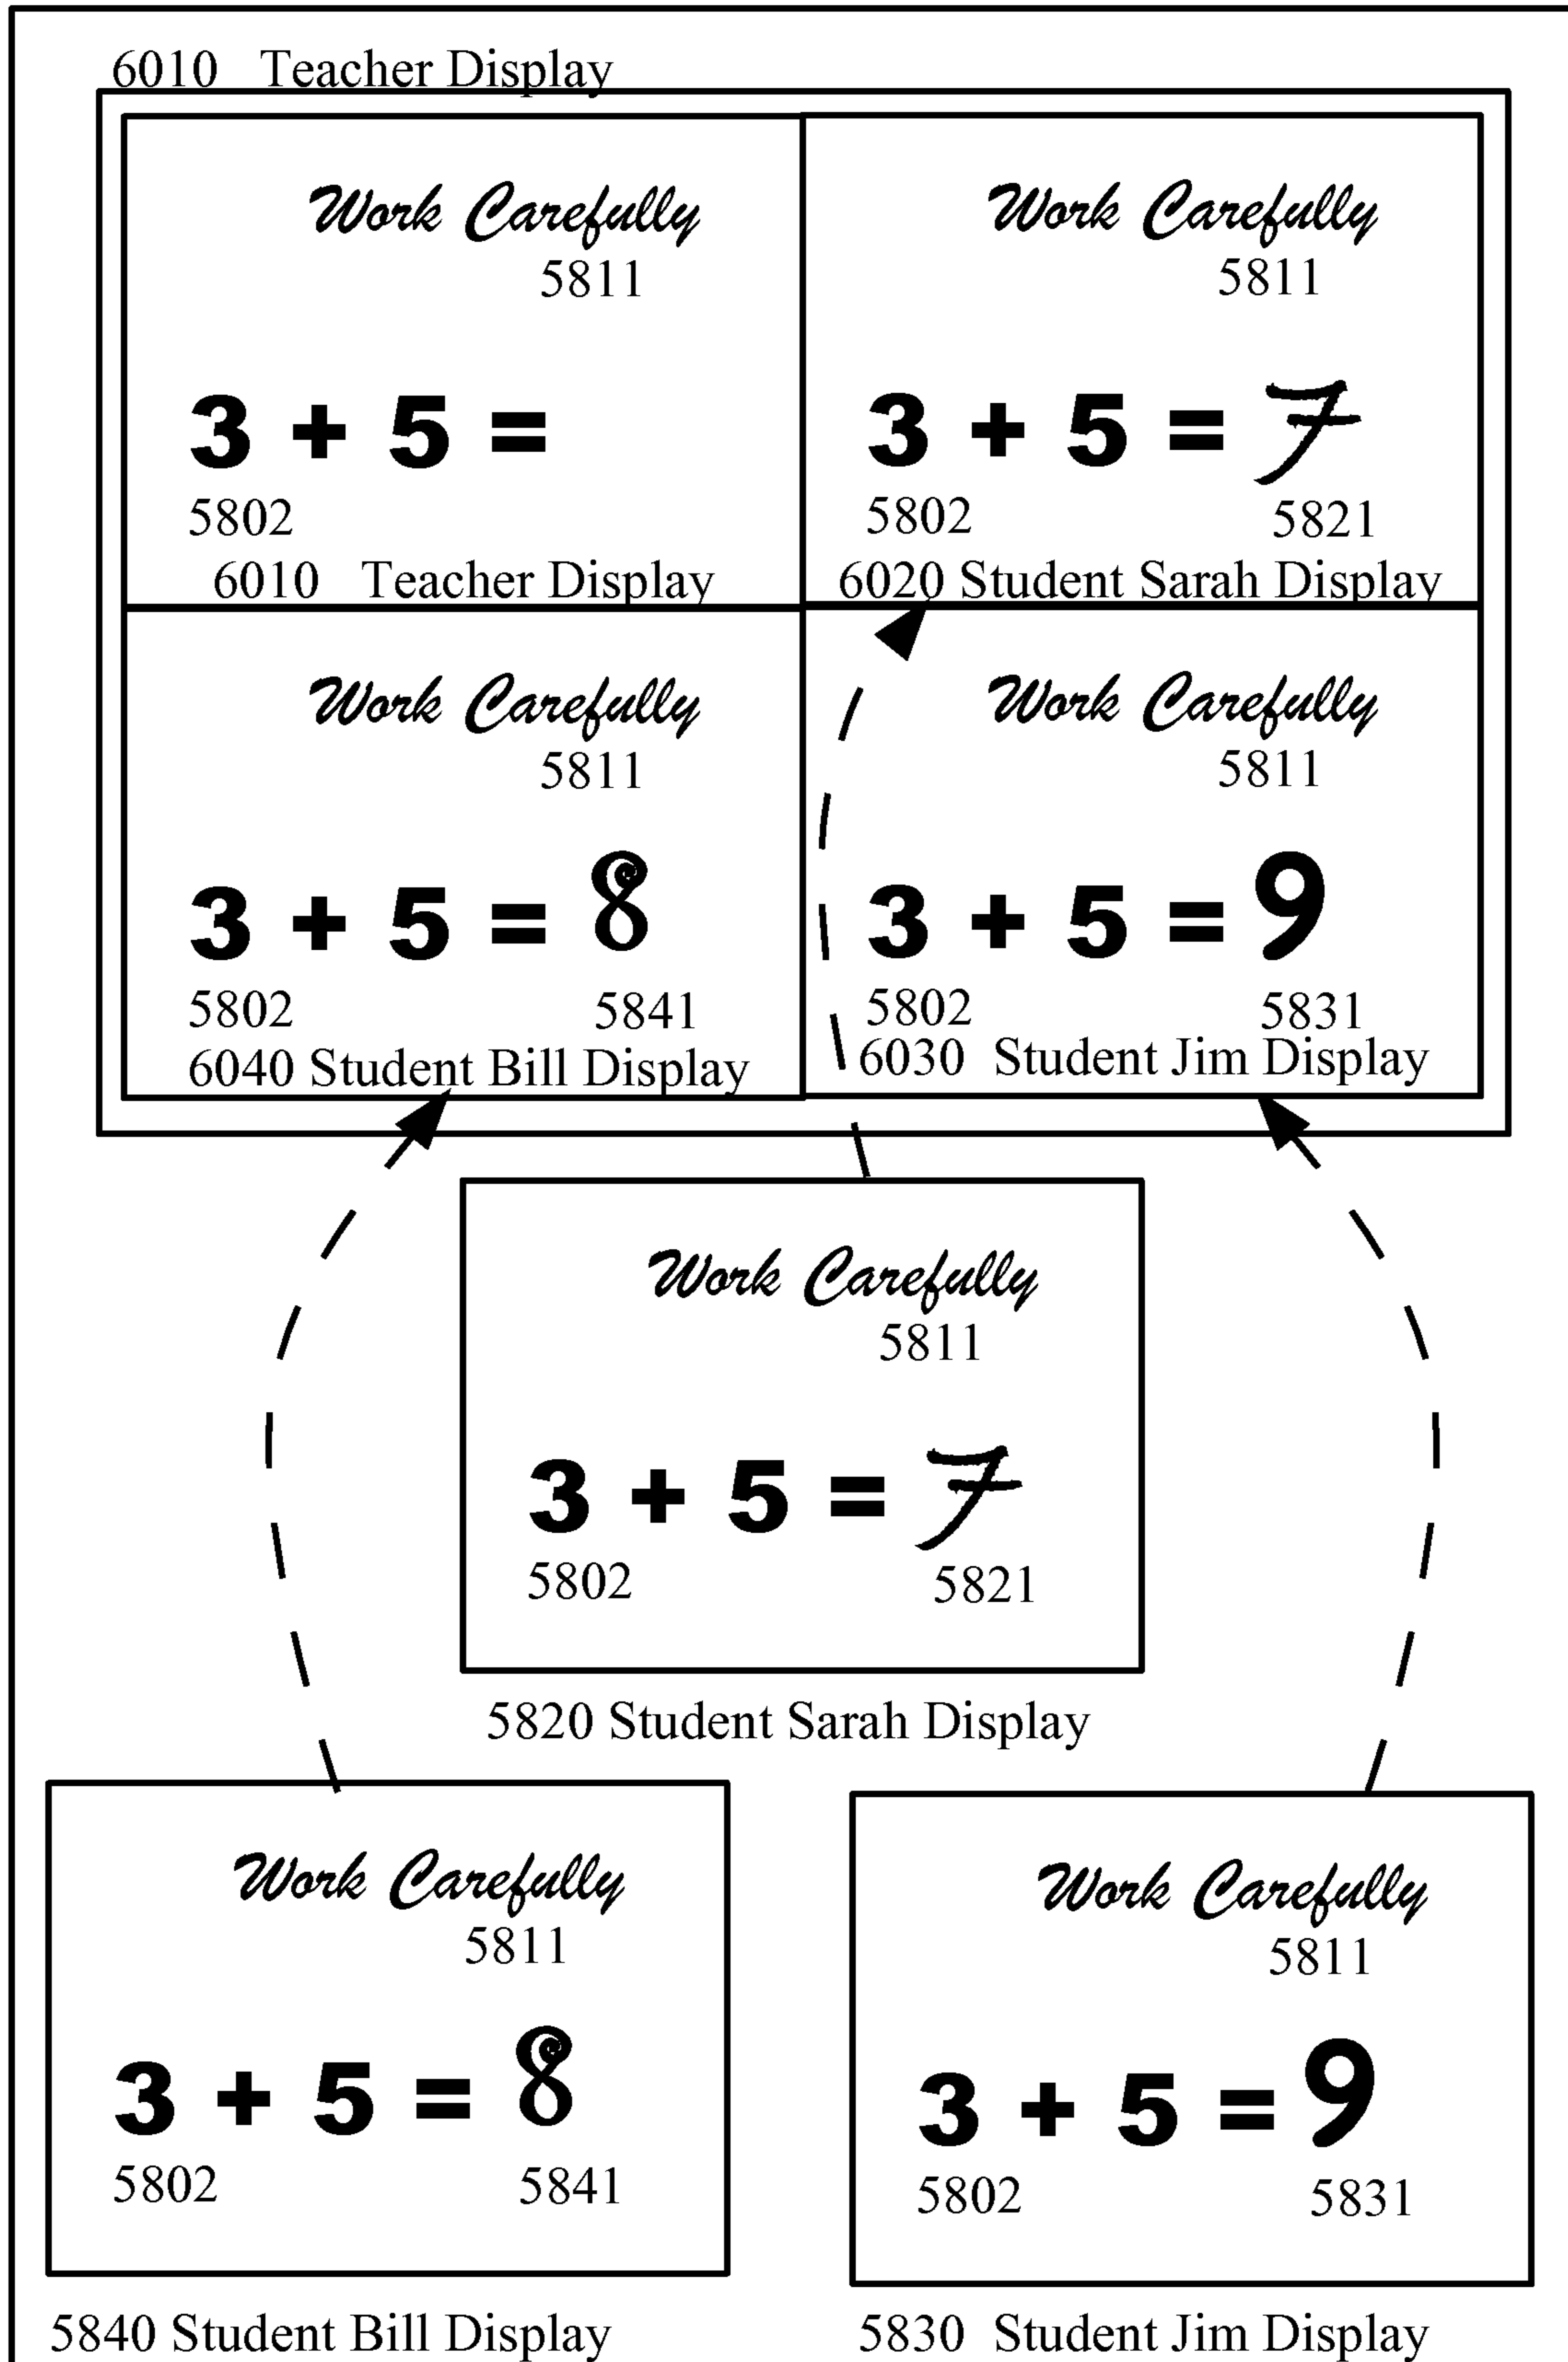 6010 Teacher Display
Work Carefully
5811
3 + 5 =
5802
6010 Teacher Display
Work Carefully
5811
3 + 5 = 7
5802 5821
6020 Student Sarah Display
Work Carefully
5811
3 + 5 = 8
5802 5841
6040 Student Bill Display
Work Carefully
5811
3 + 5 = 9
5802 5831
6030 Student Jim Display
Work Carefully
5811
3 + 5 = 7
5802 5821
5820 Student Sarah Display
Work Carefully
5811
3 + 5 = 8
5802 5841
5840 Student Bill Display
Work Carefully
5811
3 + 5 = 9
5802 5831
5830 Student Jim Display